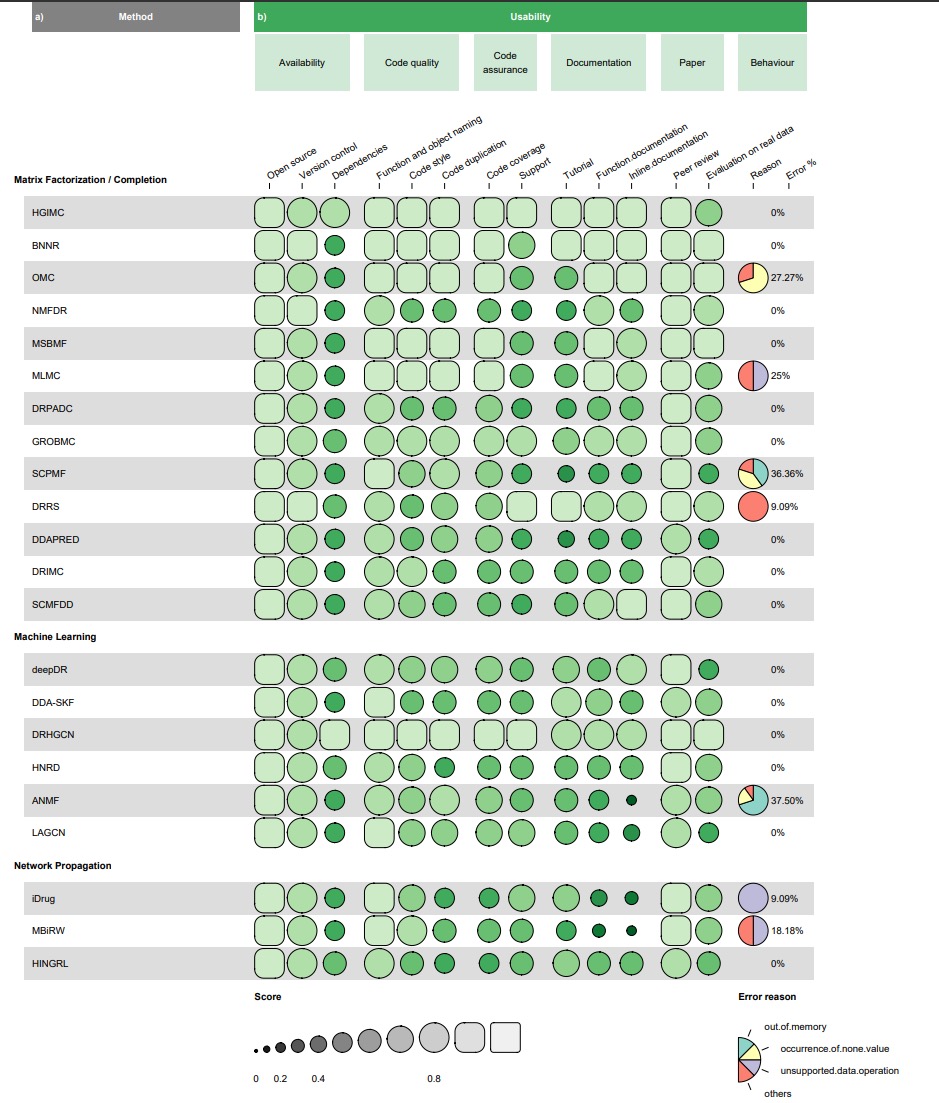 a) Method b) Usability
Availability Code quality Code assurance Documentation Paper Behaviour
Open source Version control Dependencies Function and object naming Code style Code duplication Code coverage Support Tutorial Function.documentation Inline.documentation Peer review Evaluation on real data Reason Error %
Matrix Factorization / Completion
HGIMC 0%
BNNR 0%
OMC 27.27%
NMFDR 0%
MSBMF 0%
MLMC 25%
DRPADC 0%
GROBMC 0%
SCPMF 36.36%
DRRS 9.09%
DDAPRED 0%
DRIMC 0%
SCMFDD 0%
Machine Learning
deepDR 0%
DDA-SKF 0%
DRHGCN 0%
HNRD 0%
ANMF 37.50%
LAGCN 0%
Network Propagation
iDrug 9.09%
MBiRW 18.18%
HINGRL 0%
Score Error reason
out.of.memory
occurrence.of.none.value
unsupported.data.operation
0 0.2 0.4 0.8
others